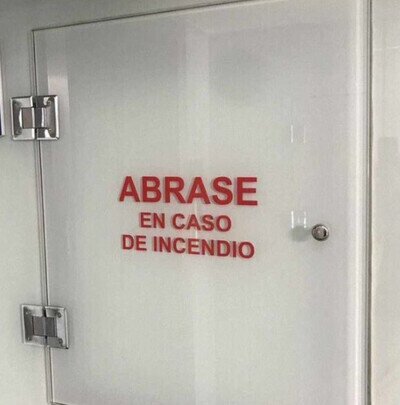 ABRASE
EN CASO
DE INCENDIO